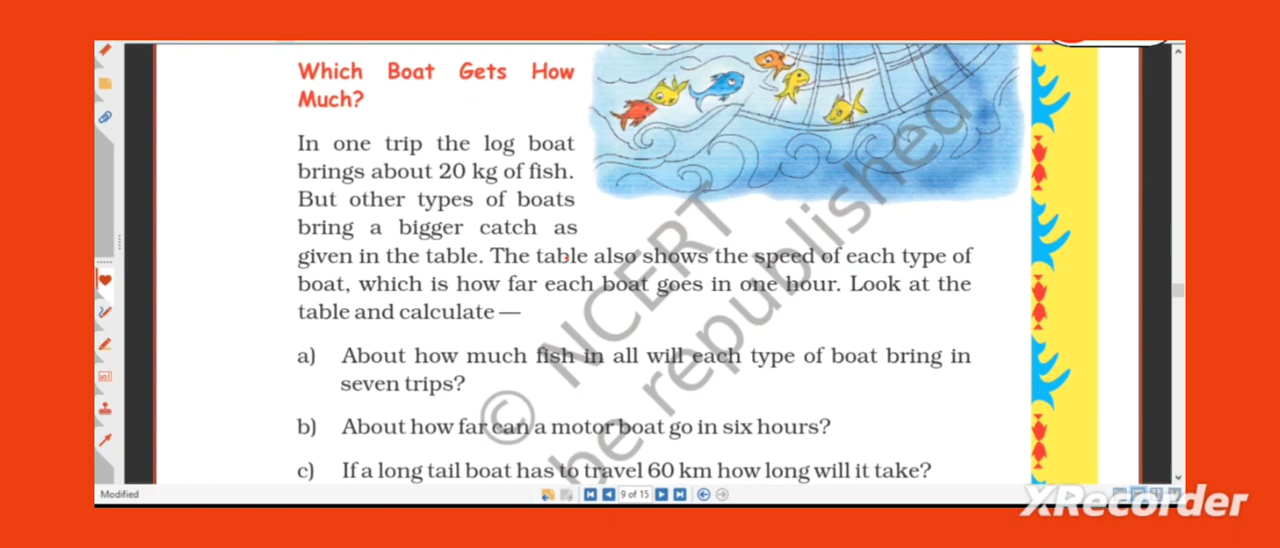 Which Boat Gets How
Much?
In one trip the log boat
brings about 20 kg of fish.
But other types of boats
bring a bigger catch as
given in the table. The table also shows the speed of each type of
boat, which is how far each boat goes in one hour. Look at the
table and calculate —
a) About how much fish in all will each type of boat bring in
seven trips?
b) About how far can a motor boat go in six hours?
c) If a long tail boat has to travel 60 km how long will it take?
© NCERT
be republished
Modified
9 of 15
XRecorder